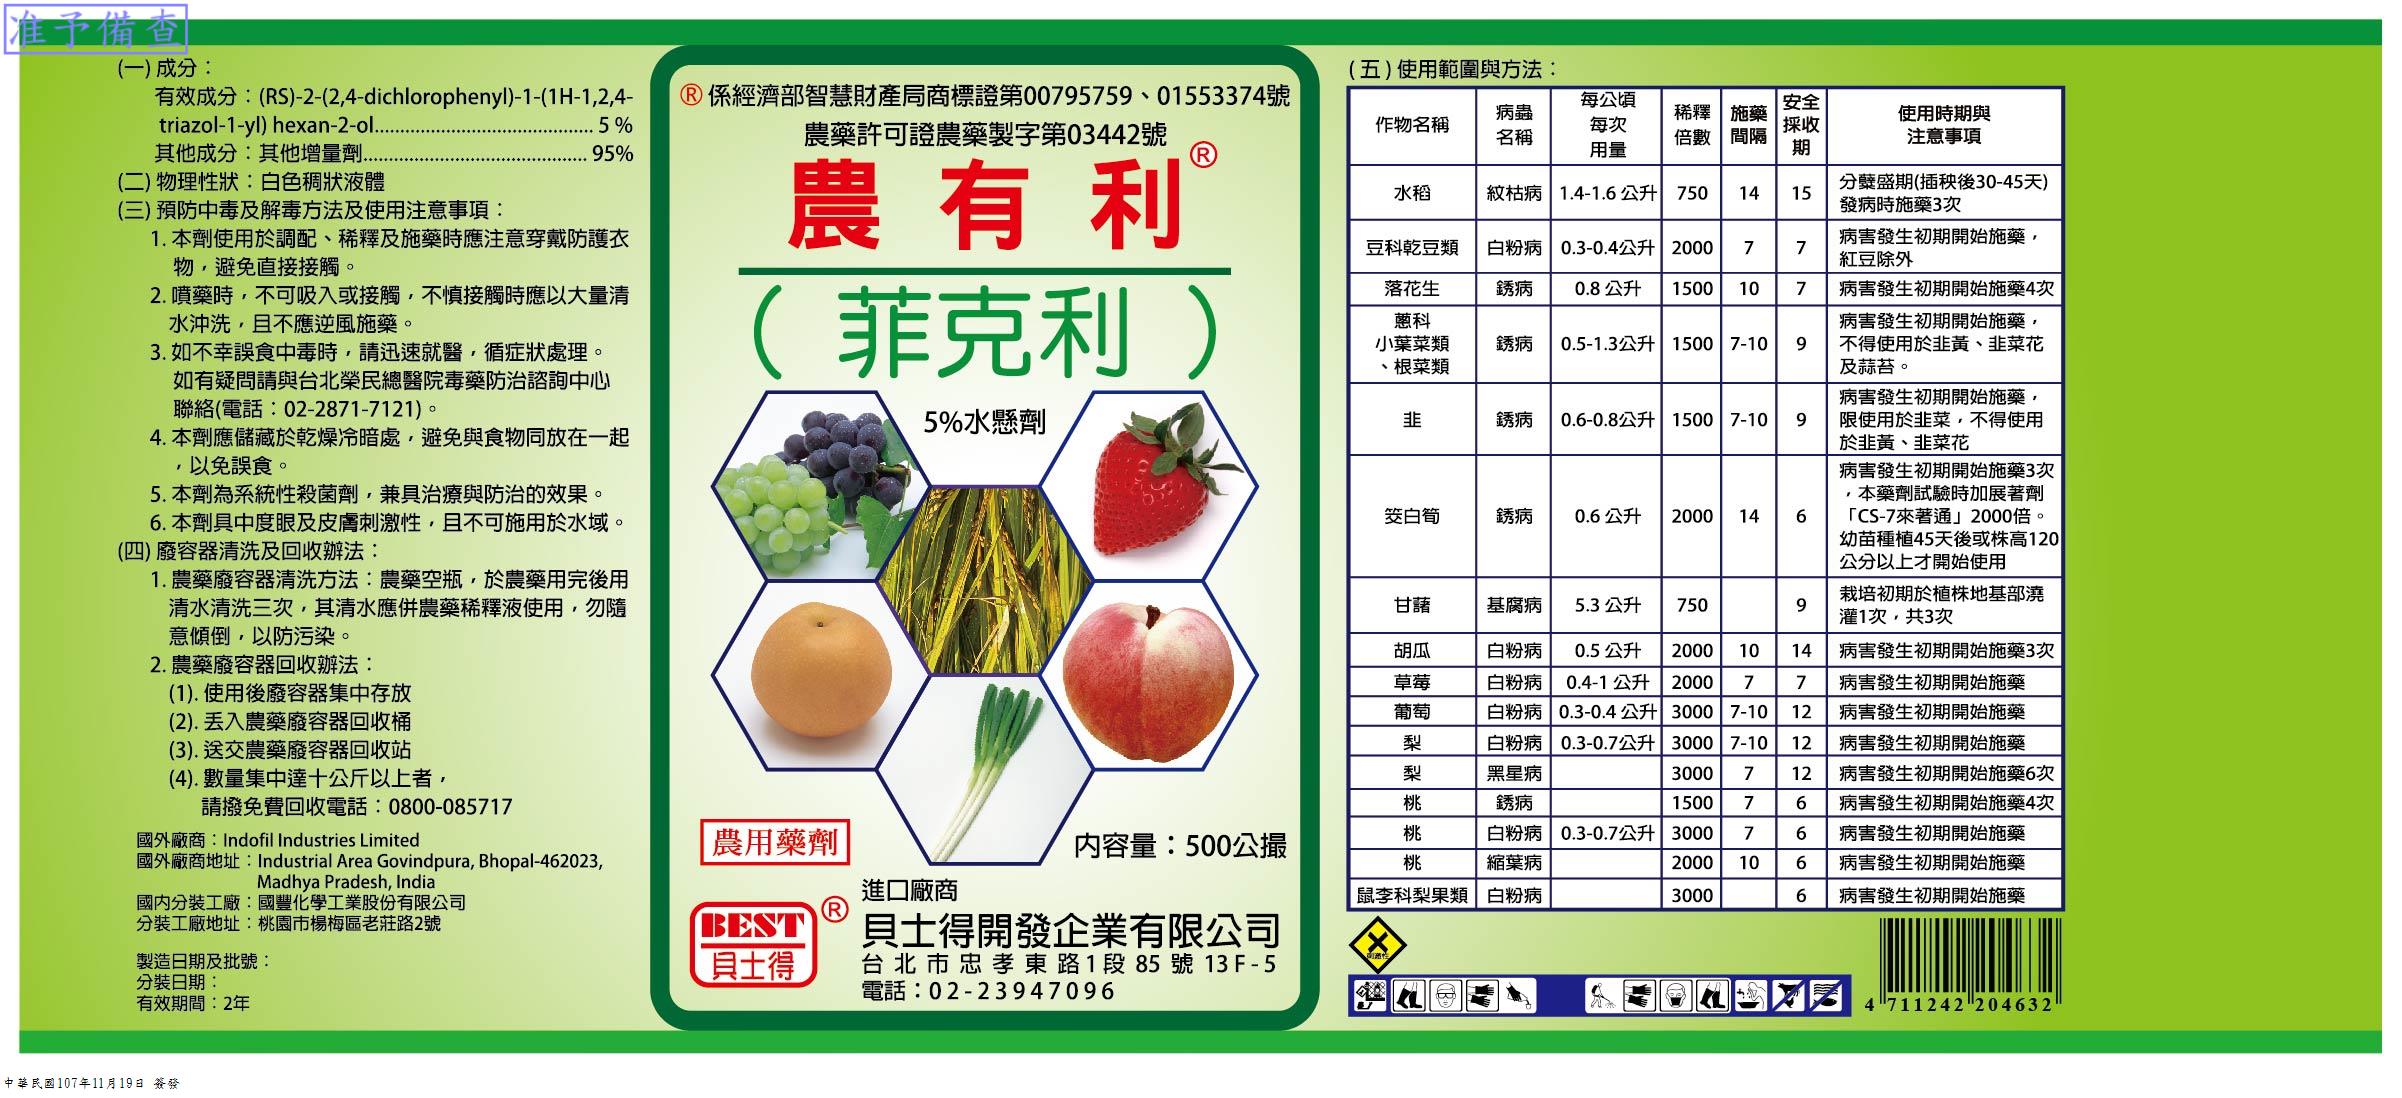 准予備查
(一) 成分：
有效成分：(RS)-2-(2,4-dichlorophenyl)-1-(1H-1,2,4-
triazol-1-yl) hexan-2-ol.......................................... 5 %
其他成分：其他增量劑........................................... 95%
(二) 物理性狀：白色稠狀液體
(三) 預防中毒及解毒方法及使用注意事項：
1. 本劑使用於調配、稀釋及施藥時應注意穿戴防護衣
物，避免直接接觸。
2. 噴藥時，不可吸入或接觸，不慎接觸時應以大量清
水沖洗，且不應逆風施藥。
3. 如不幸誤食中毒時，請迅速就醫，循症狀處理。
如有疑問請與台北榮民總醫院毒藥防治諮詢中心
聯絡(電話：02-2871-7121)。
4. 本劑應儲藏於乾燥冷暗處，避免與食物同放在一起
，以免誤食。
5. 本劑為系統性殺菌劑，兼具治療與防治的效果。
6. 本劑具中度眼及皮膚刺激性，且不可施用於水域。
(四) 廢容器清洗及回收辦法：
1. 農藥廢容器清洗方法：農藥空瓶，於農藥用完後用
清水清洗三次，其清水應併農藥稀釋液使用，勿隨
意傾倒，以防污染。
2. 農藥廢容器回收辦法：
(1). 使用後廢容器集中存放
(2). 丟入農藥廢容器回收桶
(3). 送交農藥廢容器回收站
(4). 數量集中達十公斤以上者，
請撥免費回收電話：0800-085717
國外廠商：Indofil Industries Limited
國外廠商地址：Industrial Area Govindpura, Bhopal-462023,
Madhya Pradesh, India
國內分裝工廠：國豐化學工業股份有限公司
分裝工廠地址：桃園市楊梅區老莊路2號
製造日期及批號：
分裝日期：
有效期間：2年
®係經濟部智慧財產局商標證第00795759、01553374號
農藥許可證農藥製字第03442號
農有利®
（菲克利）
5%水懸劑
農用藥劑
內容量：500公撮
BEST ®
貝士得
進口廠商
貝士得開發企業有限公司
台北市忠孝東路1段85號13F-5
電話：02-23947096
(五) 使用範圍與方法：
作物名稱 病蟲名稱 每公頃每次用量 稀釋倍數 施藥間隔 安全採收期 使用時期與注意事項
水稻 紋枯病 1.4-1.6 公升 750 14 15 分蘗盛期(插秧後30-45天)
發病時施藥3次
豆科乾豆類 白粉病 0.3-0.4公升 2000 7 7 病害發生初期開始施藥，
紅豆除外
落花生 銹病 0.8 公升 1500 10 7 病害發生初期開始施藥4次
蔥科
小葉菜類
、根菜類 銹病 0.5-1.3公升 1500 7-10 9 病害發生初期開始施藥，
不得使用於韭黃、韭菜花
及蒜苔。
韭 銹病 0.6-0.8公升 1500 7-10 9 病害發生初期開始施藥，
限使用於韭菜，不得使用
於韭黃、韭菜花
筊白筍 銹病 0.6 公升 2000 14 6 病害發生初期開始施藥3次
，本藥劑試驗時加展著劑
「CS-7來著通」2000倍。
幼苗種植45天後或株高120
公分以上才開始使用
甘藷 基腐病 5.3 公升 750 9 栽培初期於植株地基部澆
灌1次，共3次
胡瓜 白粉病 0.5 公升 2000 10 14 病害發生初期開始施藥3次
草莓 白粉病 0.4-1 公升 2000 7 7 病害發生初期開始施藥
葡萄 白粉病 0.3-0.4 公升 3000 7-10 12 病害發生初期開始施藥
梨 白粉病 0.3-0.7公升 3000 7-10 12 病害發生初期開始施藥
梨 黑星病 3000 7 12 病害發生初期開始施藥6次
桃 銹病 1500 7 6 病害發生初期開始施藥4次
桃 白粉病 0.3-0.7公升 3000 7 6 病害發生初期開始施藥
桃 縮葉病 2000 10 6 病害發生初期開始施藥
鼠李科梨果類 白粉病 3000 6 病害發生初期開始施藥
刺激性
4 711242 204632
中華民國107年11月19日 簽發